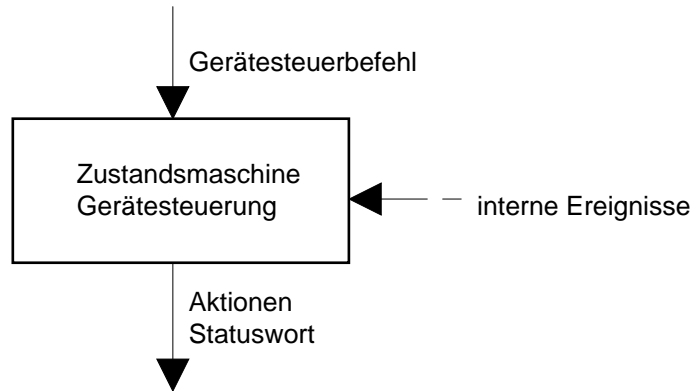 Gerätesteuerbefehl
Zustandsmaschine
Gerätesteuerung
interne Ereignisse
Aktionen
Statuswort